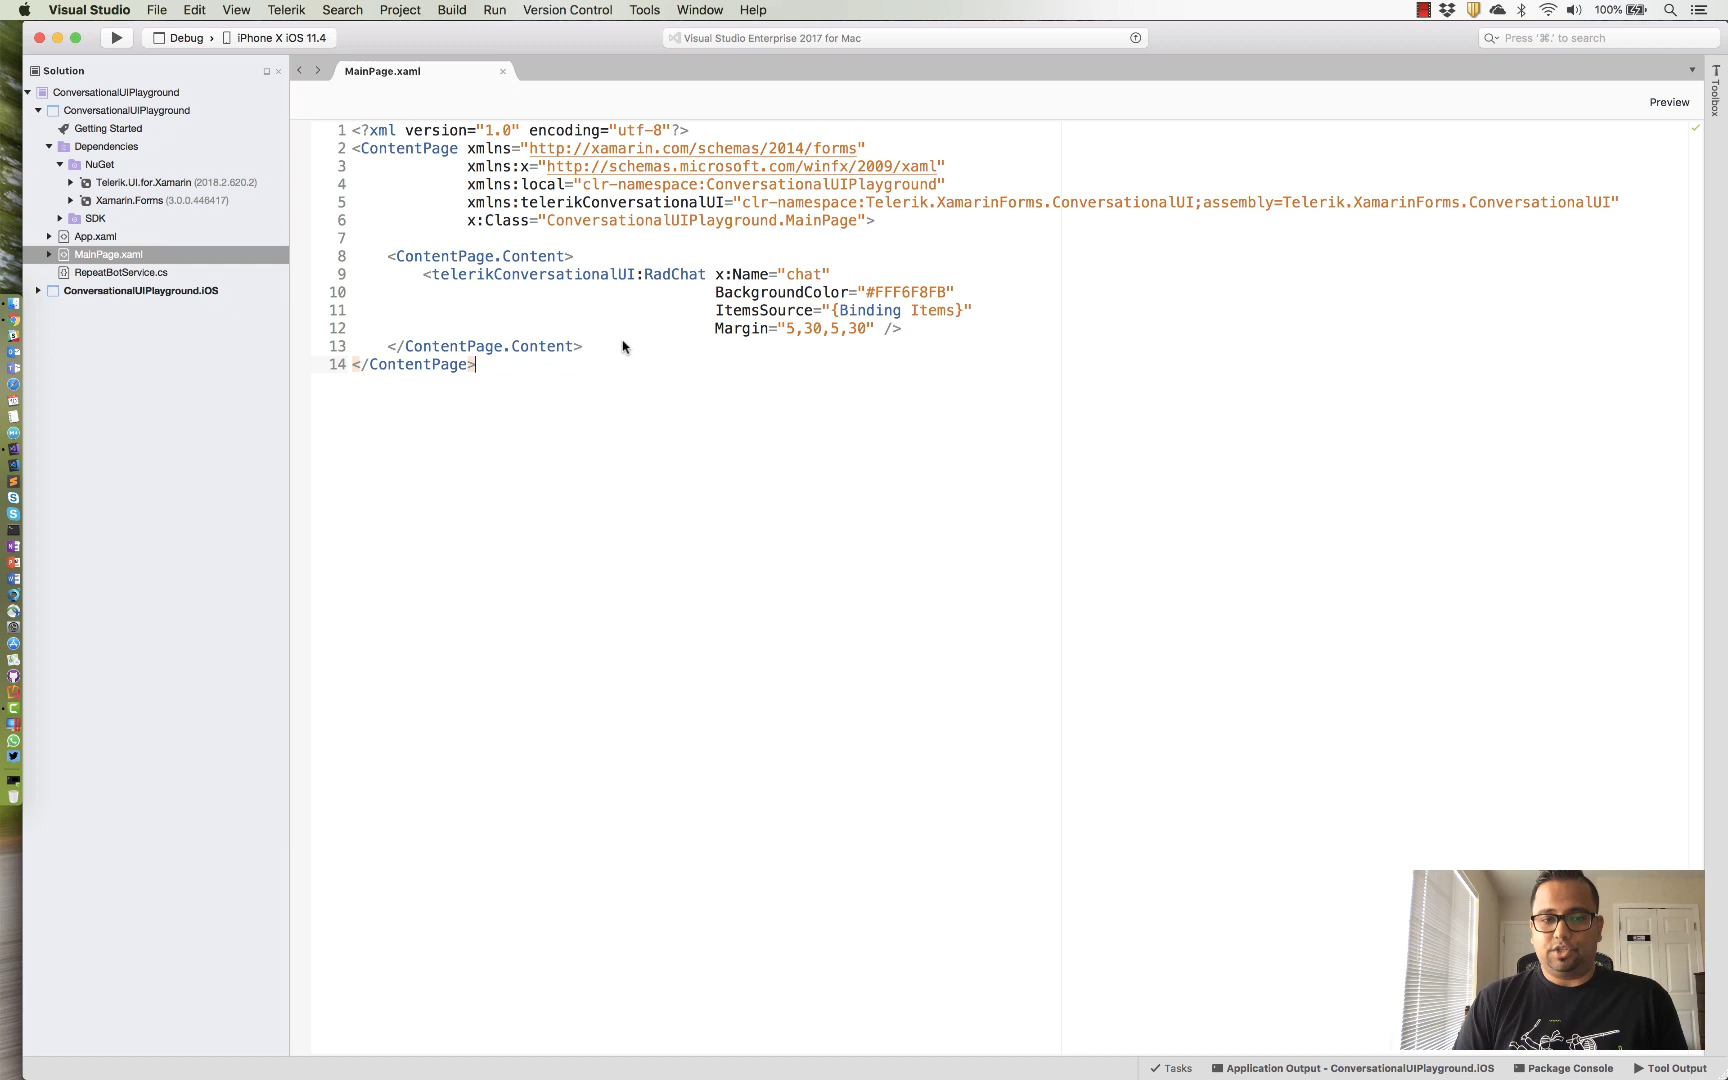 Visual Studio File Edit View Telerik Search Project Build Run Version Control Tools Window Help 100%
Debug › iPhone X iOS 11.4 Visual Studio Enterprise 2017 for Mac Press '⌘.' to search
Solution MainPage.xaml Toolbox
Preview
ConversationalUIPlayground
ConversationalUIPlayground
Getting Started
Dependencies
NuGet
Telerik.UI.for.Xamarin (2018.2.620.2)
Xamarin.Forms (3.0.0.446417)
SDK
App.xaml
MainPage.xaml
RepeatBotService.cs
ConversationalUIPlayground.iOS
1 <?xml version="1.0" encoding="utf-8"?>
2 <ContentPage xmlns="http://xamarin.com/schemas/2014/forms"
3 xmlns:x="http://schemas.microsoft.com/winfx/2009/xaml"
4 xmlns:local="clr-namespace:ConversationalUIPlayground"
5 xmlns:telerikConversationalUI="clr-namespace:Telerik.XamarinForms.ConversationalUI;assembly=Telerik.XamarinForms.ConversationalUI"
6 x:Class="ConversationalUIPlayground.MainPage">
7
8 <ContentPage.Content>
9 <telerikConversationalUI:RadChat x:Name="chat"
10 BackgroundColor="#FFF6F8FB"
11 ItemsSource="{Binding Items}"
12 Margin="5,30,5,30" />
13 </ContentPage.Content>
14 </ContentPage>
Tasks Application Output - ConversationalUIPlayground.iOS Package Console Tool Output